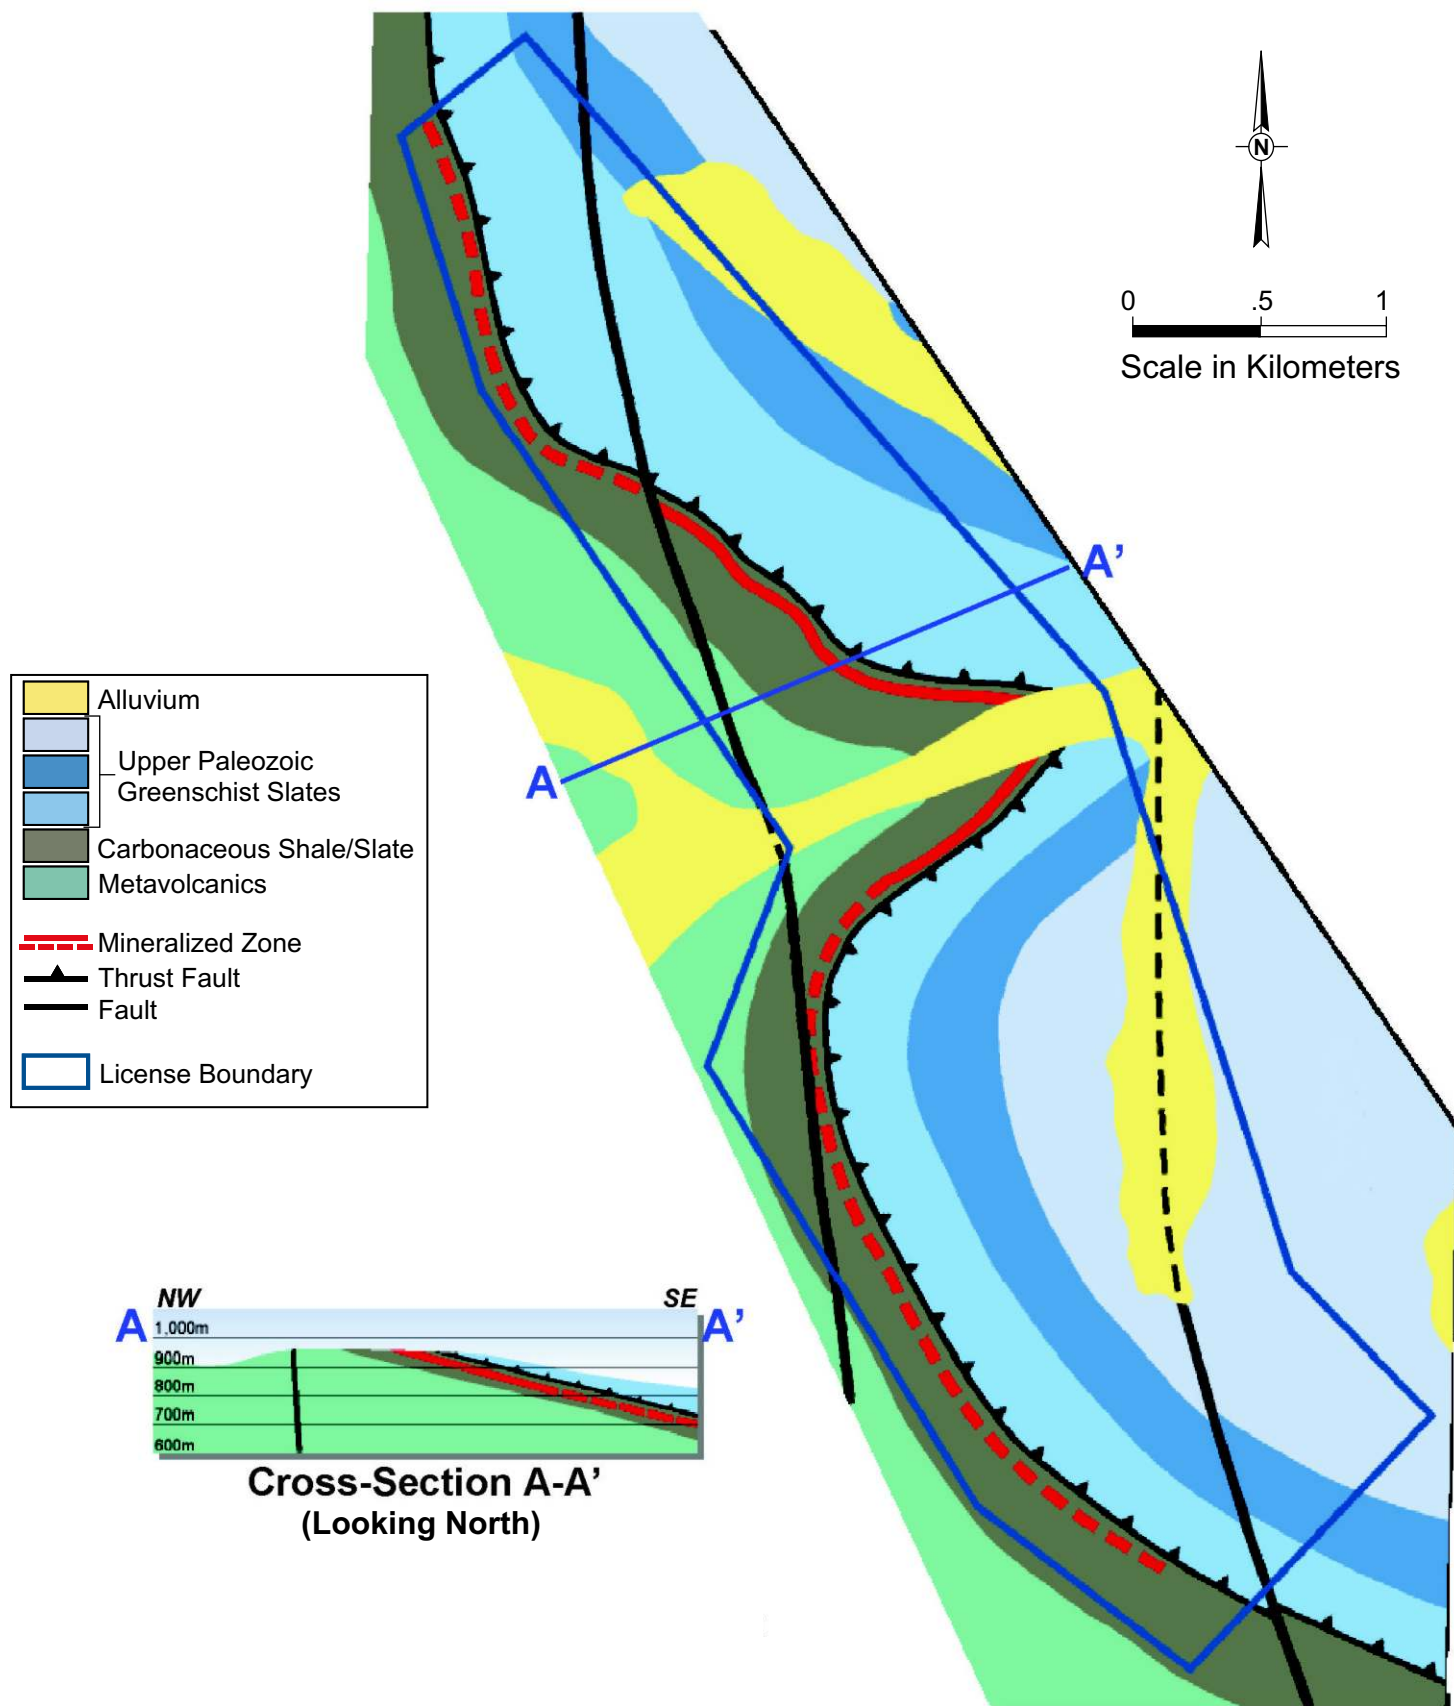 N
0 .5 1
Scale in Kilometers
A’
A
Alluvium
Upper Paleozoic
Greenschist Slates
Carbonaceous Shale/Slate
Metavolcanics
Mineralized Zone
Thrust Fault
Fault
License Boundary
NW SE
A A’
1,000m
900m
800m
700m
600m
Cross-Section A-A’
(Looking North)